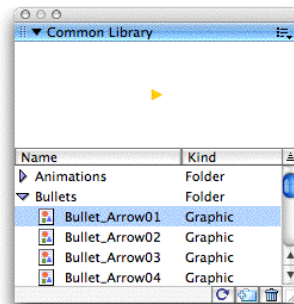 Common Library
Name Kind
Animations Folder
Bullets Folder
Bullet_Arrow01 Graphic
Bullet_Arrow02 Graphic
Bullet_Arrow03 Graphic
Bullet_Arrow04 Graphic